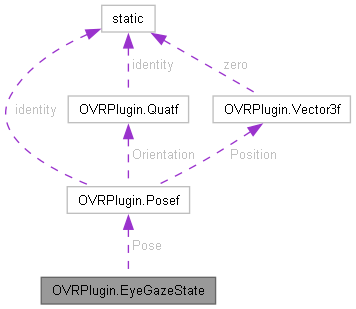 static
identity
zero
OVRPlugin.Quatf
OVRPlugin.Vector3f
identity
Orientation
Position
OVRPlugin.Posef
Pose
OVRPlugin.EyeGazeState